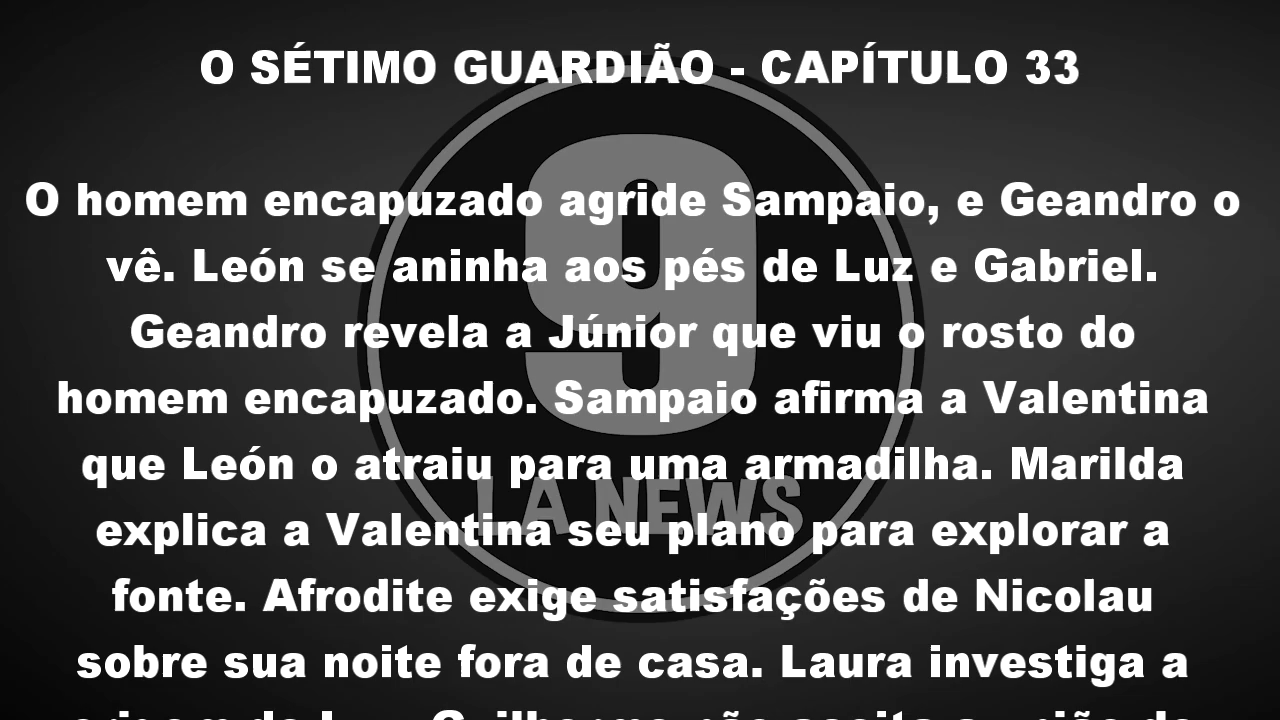 O SÉTIMO GUARDIÃO - CAPÍTULO 33
O homem encapuzado agride Sampaio, e Geandro o
vê. León se aninha aos pés de Luz e Gabriel.
Geandro revela a Júnior que viu o rosto do
homem encapuzado. Sampaio afirma a Valentina
que León o atraiu para uma armadilha. Marilda
explica a Valentina seu plano para explorar a
fonte. Afrodite exige satisfações de Nicolau
sobre sua noite fora de casa. Laura investiga a
9
NEWS